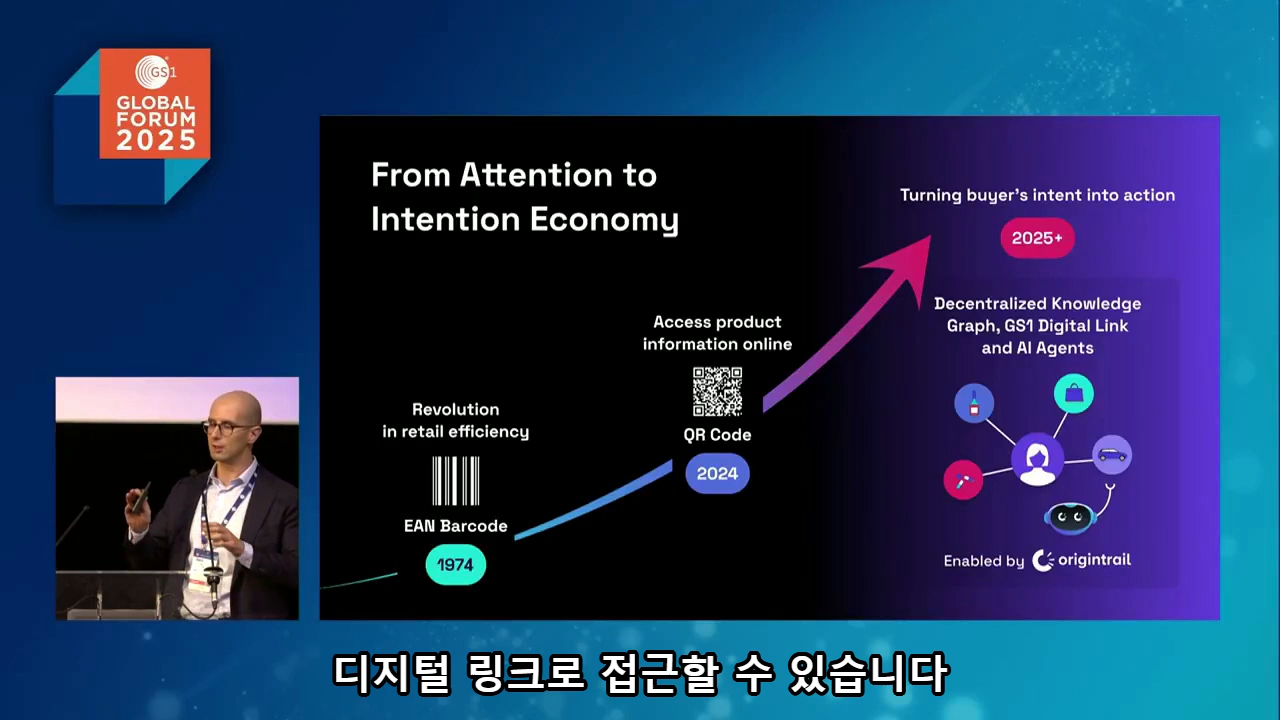 GS1
GLOBAL
FORUM
2025
From Attention to
Intention Economy
Turning buyer's intent into action
2025+
Decentralized Knowledge
Graph, GS1 Digital Link
and AI Agents
Access product
information online
QR Code
2024
Revolution
in retail efficiency
EAN Barcode
1974
Enabled by origintrail
디지털 링크로 접근할 수 있습니다